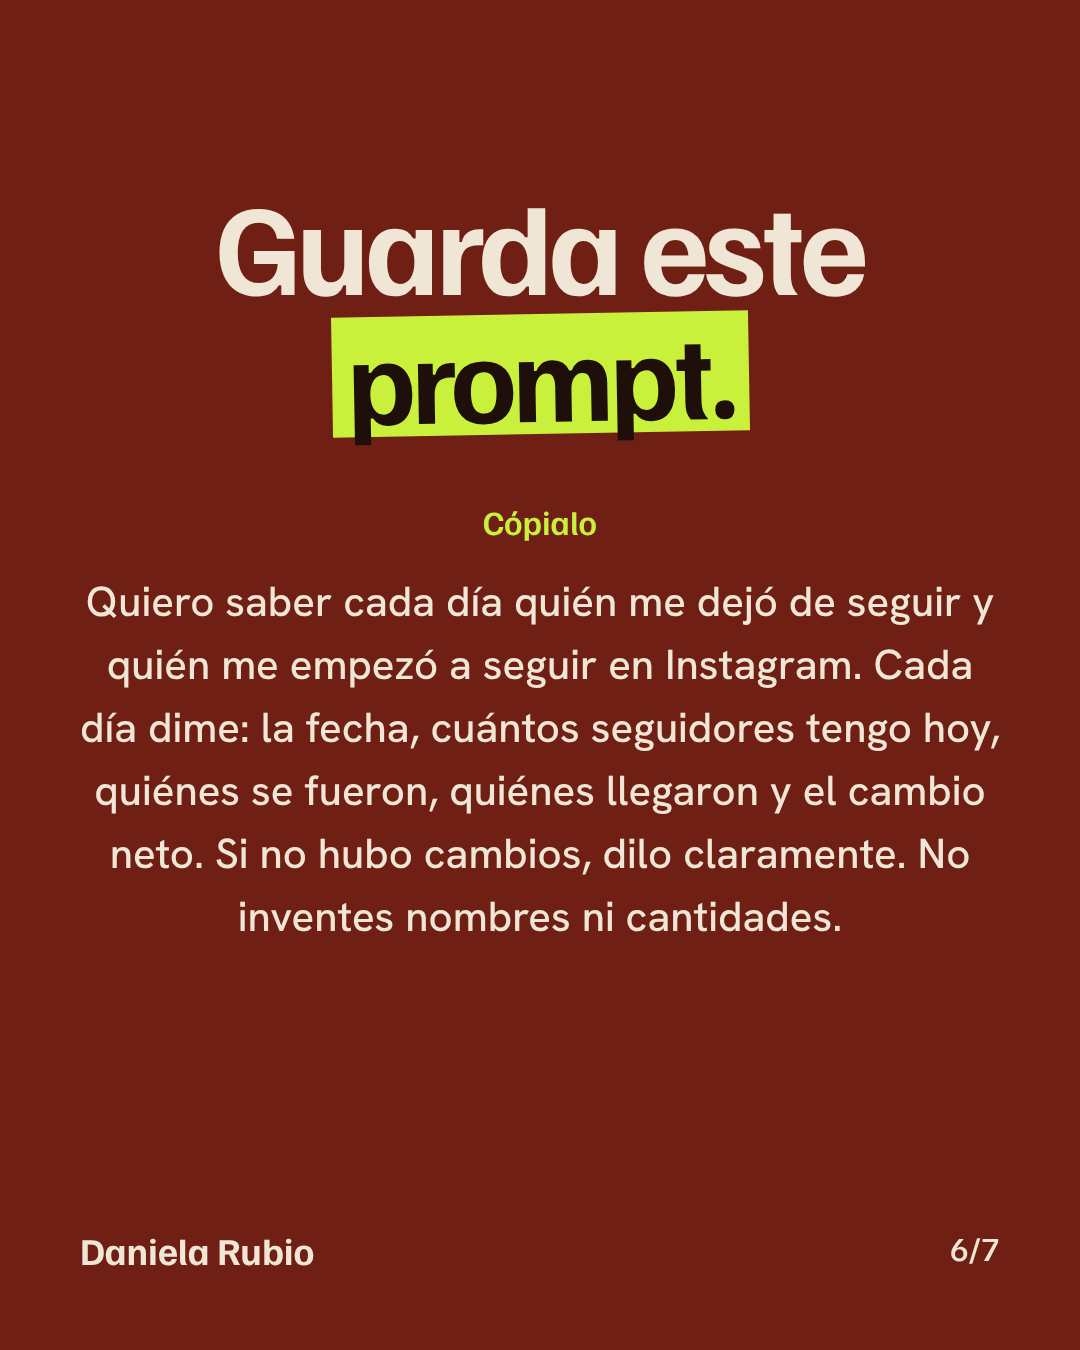 Guarda este
prompt.
Cópialo
Quiero saber cada día quién me dejó de seguir y
quién me empezó a seguir en Instagram. Cada
día dime: la fecha, cuántos seguidores tengo hoy,
quiénes se fueron, quiénes llegaron y el cambio
neto. Si no hubo cambios, dilo claramente. No
inventes nombres ni cantidades.
Daniela Rubio
6/7